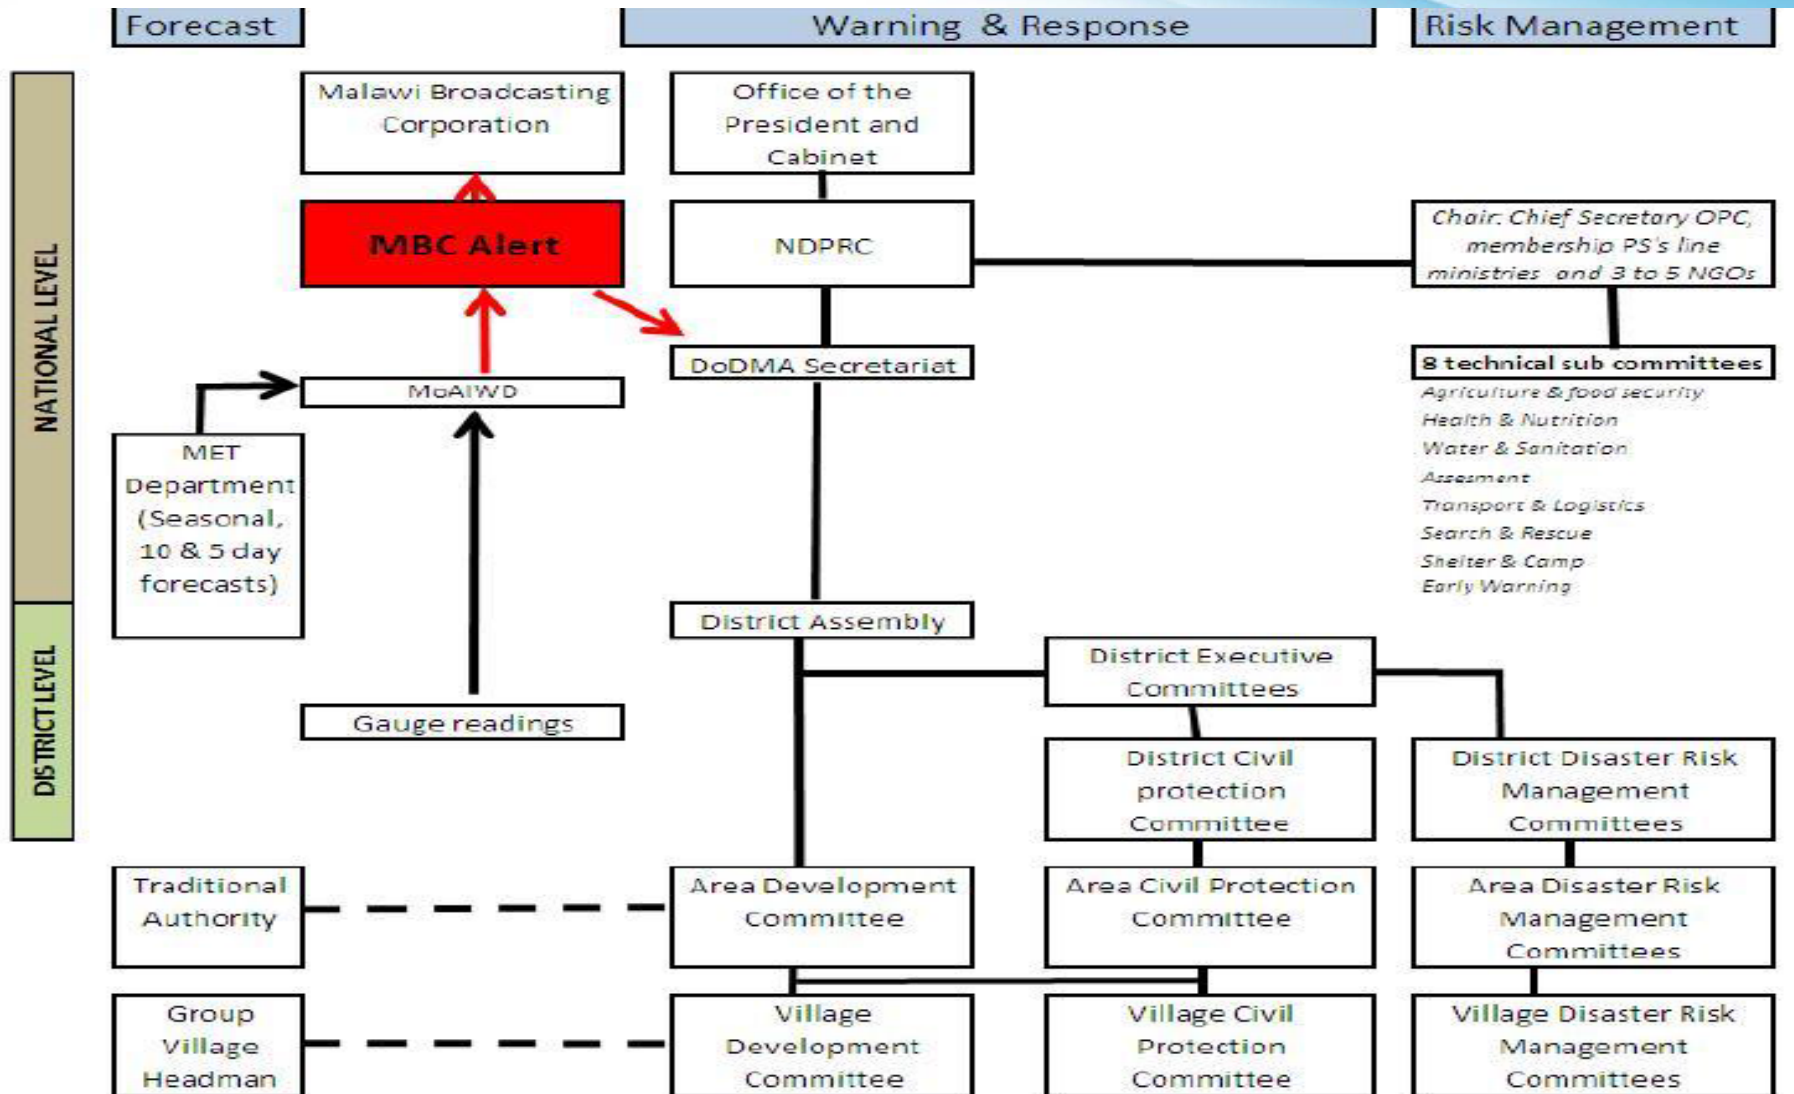 Forecast
Warning & Response
Risk Management
NATIONAL LEVEL
DISTRICT LEVEL
Malawi Broadcasting
Corporation
Office of the
President and
Cabinet
MBC Alert
NDPRC
Chair: Chief Secretary OPC,
membership PS's line
ministries and 3 to 5 NGOs
DoDMA Secretariat
8 technical sub committees
Agriculture & food security
Health & Nutrition
Water & Sanitation
Assesment
Transport & Logistics
Search & Rescue
Shelter & Camp
Early Warning
MoAIWD
MET
Department
(Seasonal,
10 & 5 day
forecasts)
District Assembly
District Executive
Committees
Gauge readings
District Civil
protection
Committee
District Disaster Risk
Management
Committees
Traditional
Authority
Area Development
Committee
Area Civil Protection
Committee
Area Disaster Risk
Management
Committees
Group
Village
Headman
Village
Development
Committee
Village Civil
Protection
Committee
Village Disaster Risk
Management
Committees